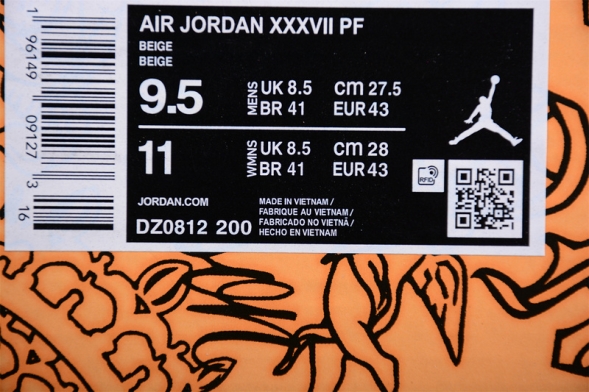 AIR JORDAN XXXVII PF
BEIGE
BEIGE
9.5 MENS UK 8.5 cm 27.5
BR 41 EUR 43
11 WMNS UK 8.5 cm 28
BR 41 EUR 43
RFID
JORDAN.COM
DZ0812 200
MADE IN VIETNAM /
FABRIQUE AU VIETNAM /
FABRICADO NO VIETNÃ /
HECHO EN VIETNAM
1 96149 09127 3
16